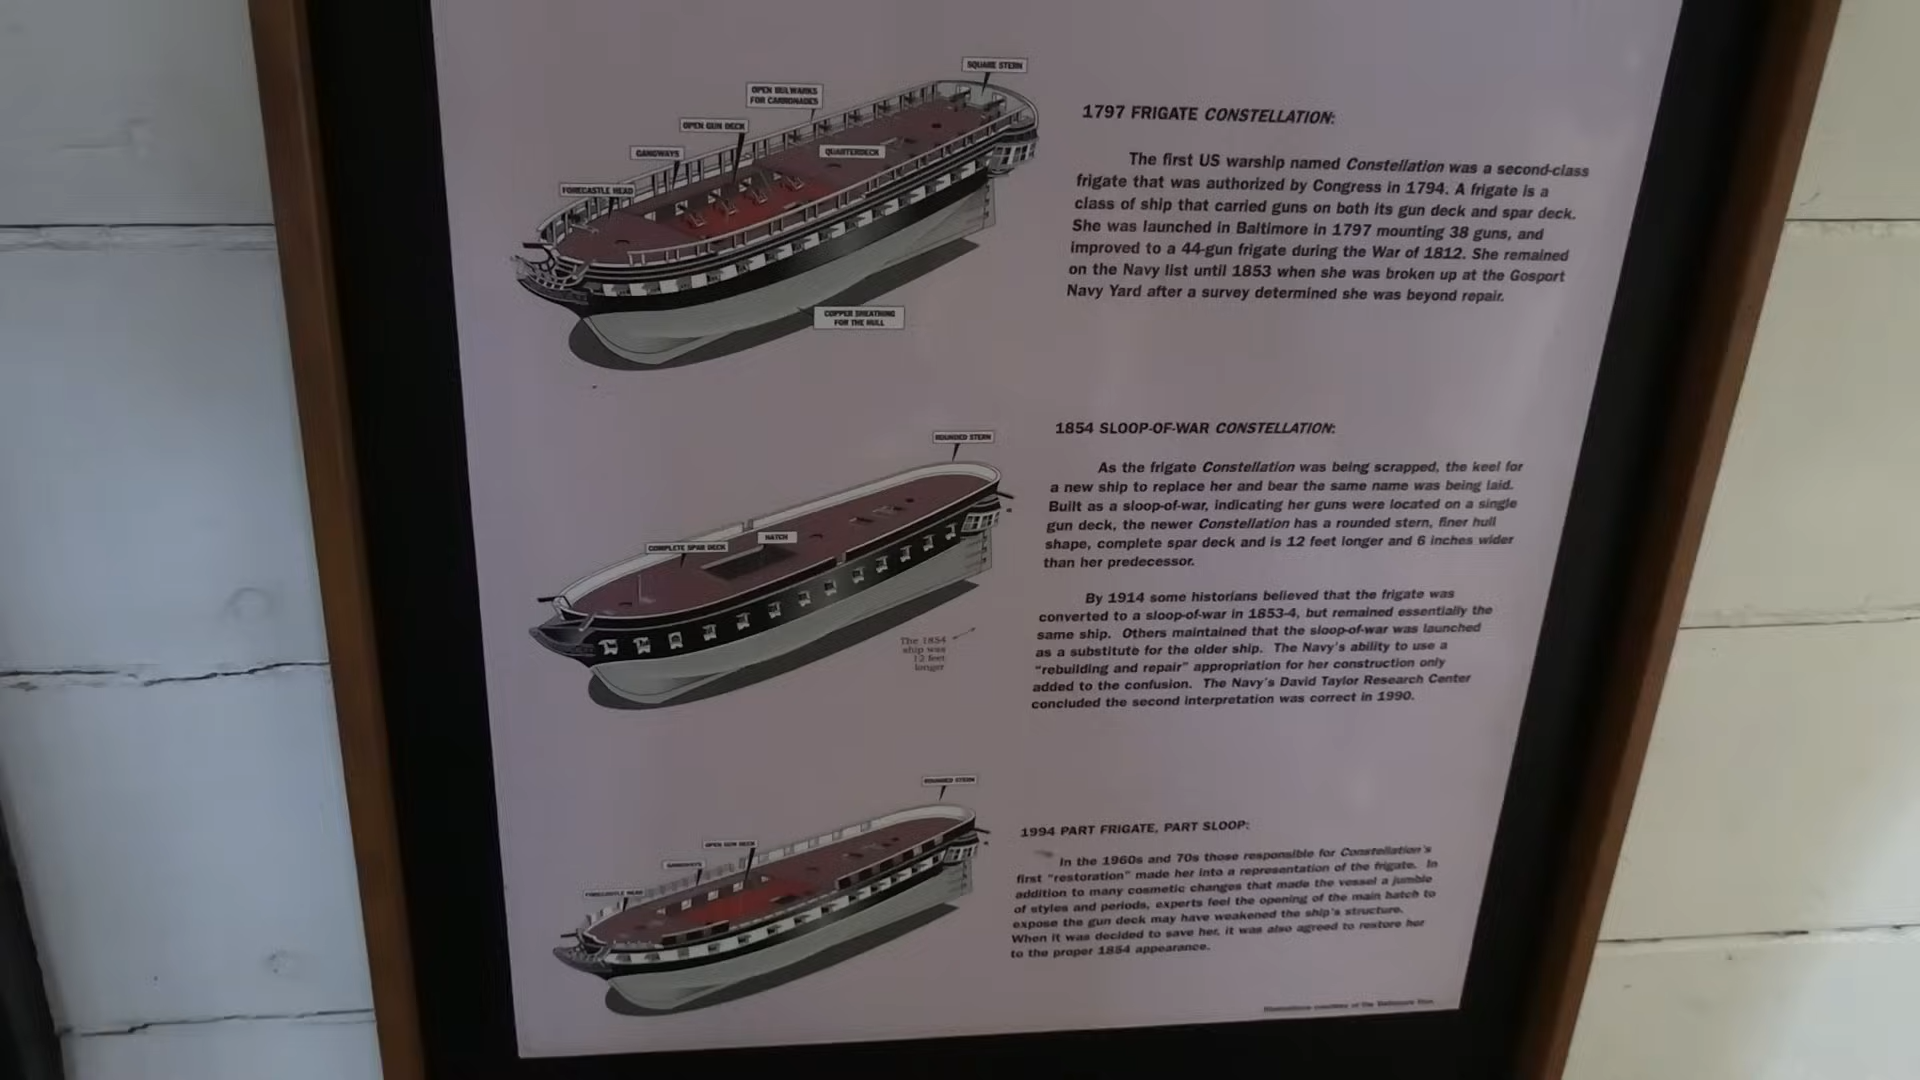 SQUARE STERN
OPEN BULWARKS
FOR CARRONADES
OPEN GUN DECK
GANGWAYS
QUARTERDECK
FORECASTLE HEAD
COPPER SHEATHING
FOR THE HULL
1797 FRIGATE CONSTELLATION:
The first US warship named Constellation was a second-class
frigate that was authorized by Congress in 1794. A frigate is a
class of ship that carried guns on both its gun deck and spar deck.
She was launched in Baltimore in 1797 mounting 38 guns, and
improved to a 44-gun frigate during the War of 1812. She remained
on the Navy list until 1853 when she was broken up at the Gosport
Navy Yard after a survey determined she was beyond repair.
ROUNDED STERN
HATCH
COMPLETE SPAR DECK
The 1854
ship was
12 feet
longer
1854 SLOOP-OF-WAR CONSTELLATION:
As the frigate Constellation was being scrapped, the keel for
a new ship to replace her and bear the same name was being laid.
Built as a sloop-of-war, indicating her guns were located on a single
gun deck, the newer Constellation has a rounded stern, finer hull
shape, complete spar deck and is 12 feet longer and 6 inches wider
than her predecessor.
By 1914 some historians believed that the frigate was
converted to a sloop-of-war in 1853-4, but remained essentially the
same ship. Others maintained that the sloop-of-war was launched
as a substitute for the older ship. The Navy's ability to use a
"rebuilding and repair" appropriation for her construction only
added to the confusion. The Navy's David Taylor Research Center
concluded the second interpretation was correct in 1990.
ROUNDED STERN
OPEN GUN DECK
GANGWAYS
FORECASTLE HEAD
1994 PART FRIGATE, PART SLOOP:
In the 1960s and 70s those responsible for Constellation's
first "restoration" made her into a representation of the frigate. In
addition to many cosmetic changes that made the vessel a jumble
of styles and periods, experts feel the opening of the main hatch to
expose the gun deck may have weakened the ship's structure.
When it was decided to save her, it was also agreed to restore her
to the proper 1854 appearance.
Illustrations courtesy of the Baltimore Sun.